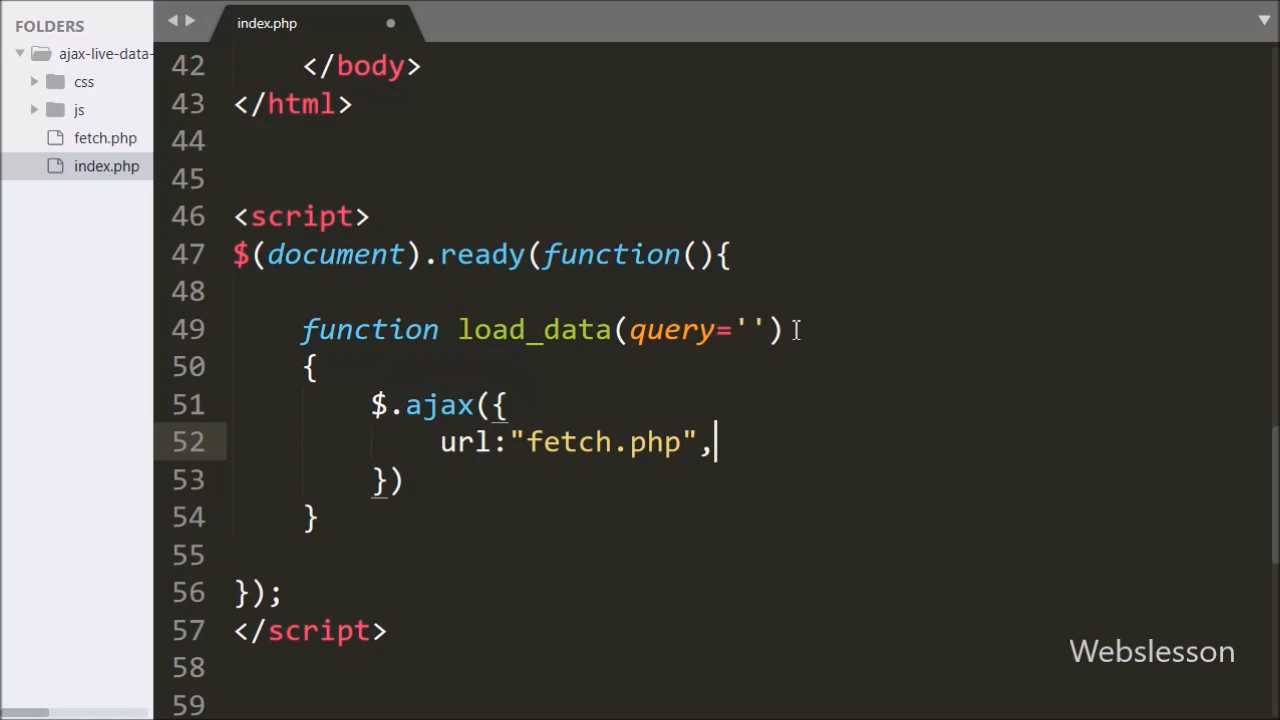 FOLDERS
ajax-live-data-
css
js
fetch.php
index.php
index.php
42 </body>
43 </html>
44
45
46 <script>
47 $(document).ready(function(){
48
49 function load_data(query='')
50 {
51 $.ajax({
52 url:"fetch.php",
53 })
54 }
55
56 });
57 </script>
58
59
Webslesson